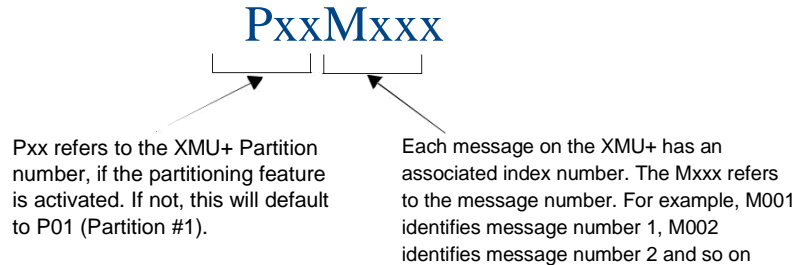 PxxMxxx
Pxx refers to the XMU+ Partition
number, if the partitioning feature
is activated. If not, this will default
to P01 (Partition #1).
Each message on the XMU+ has an
associated index number. The Mxxx refers
to the message number. For example, M001
identifies message number 1, M002
identifies message number 2 and so on